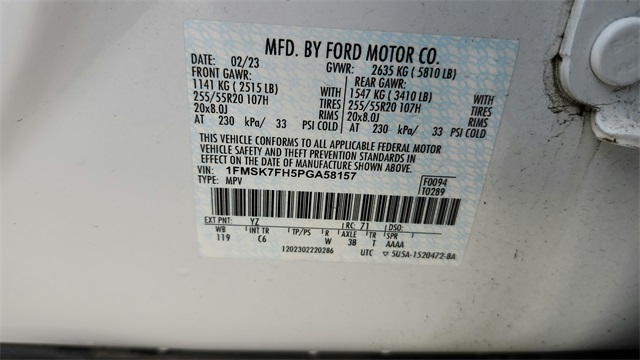 MFD. BY FORD MOTOR CO.
DATE: 02/23 GVWR: 2635 KG (5810 LB)
FRONT GAWR: REAR GAWR:
1141 KG (2515 LB) WITH 1547 KG (3410 LB) WITH
255/55R20 107H TIRES 255/55R20 107H TIRES
20x8.0J RIMS 20x8.0J RIMS
AT 230 kPa/ 33 PSI COLD AT 230 kPa/ 33 PSI COLD
THIS VEHICLE CONFORMS TO ALL APPLICABLE FEDERAL MOTOR
VEHICLE SAFETY AND THEFT PREVENTION STANDARDS IN EFFECT ON THE DATE OF
MANUFACTURE SHOWN ABOVE.
VIN: 1FMSK7FH5PGA58157 F0094
TYPE: MPV T0289
EXT PNT: YZ RC: 71 DSO:
WB INT TR TP/PS R AXLE TR SPR
119 C6 W 3B T AAAA
1202302220286 UTC ▽ 5U5A-1520472-BA